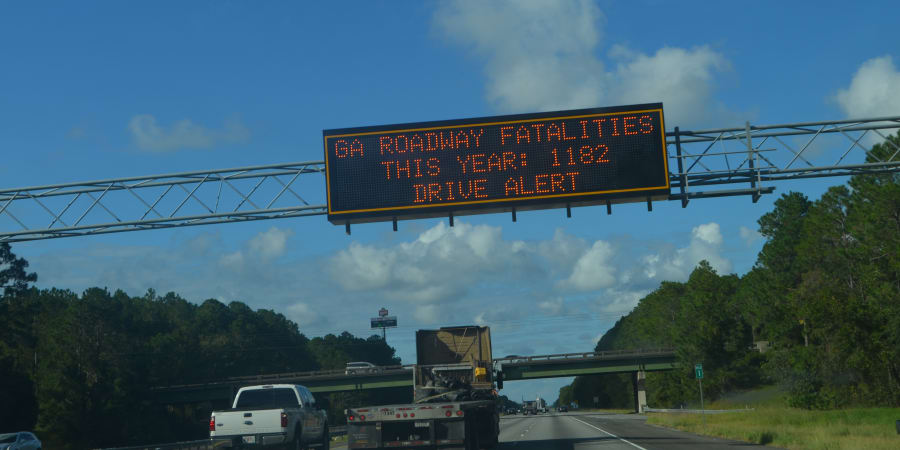 GA ROADWAY FATALITIES
THIS YEAR: 1182
DRIVE ALERT